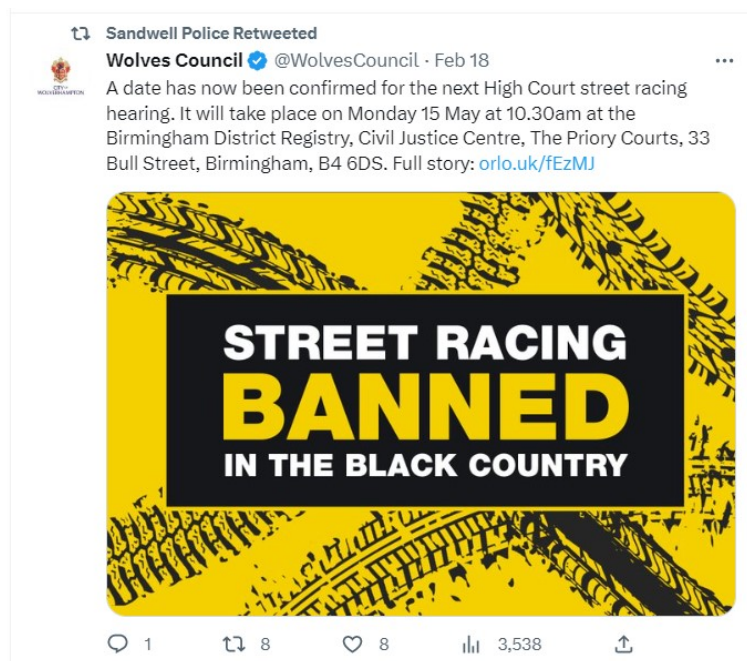 Sandwell Police Retweeted
Wolves Council @WolvesCouncil · Feb 18
CITY OF
WOLVERHAMPTON
A date has now been confirmed for the next High Court street racing
hearing. It will take place on Monday 15 May at 10.30am at the
Birmingham District Registry, Civil Justice Centre, The Priory Courts, 33
Bull Street, Birmingham, B4 6DS. Full story: orlo.uk/fEzMJ
STREET RACING
BANNED
IN THE BLACK COUNTRY
1 8 8 3,538